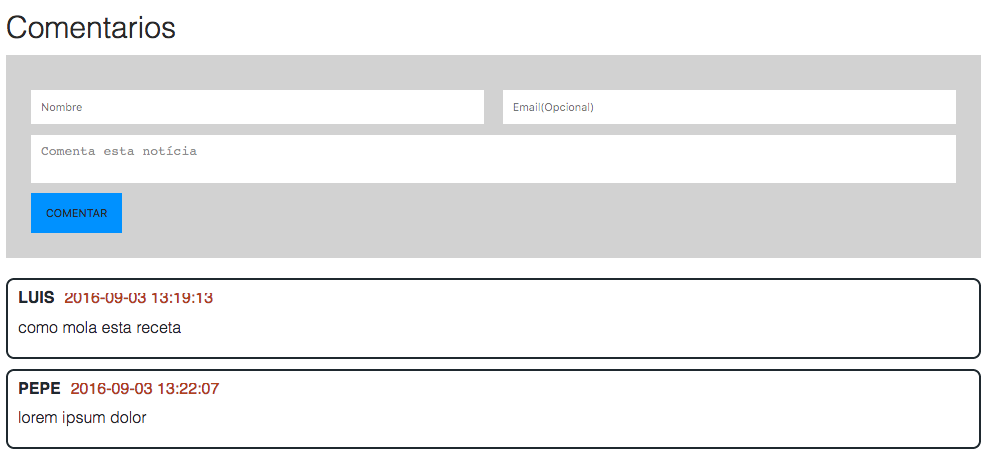 Comentarios
Nombre Email(Opcional)
Comenta esta notícia
COMENTAR
LUIS 2016-09-03 13:19:13
como mola esta receta
PEPE 2016-09-03 13:22:07
lorem ipsum dolor